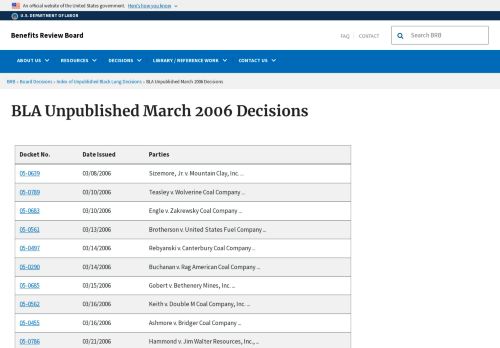 An official website of the United States government. Here's how you know
U.S. DEPARTMENT OF LABOR
Benefits Review Board
FAQ CONTACT
Search BRB
ABOUT US RESOURCES DECISIONS LIBRARY / REFERENCE WORK CONTACT US
BRB » Board Decisions » Index of Unpublished Black Lung Decisions » BLA Unpublished March 2006 Decisions
BLA Unpublished March 2006 Decisions
Docket No. Date Issued Parties
05-0639 03/08/2006 Sizemore, Jr. v. Mountain Clay, Inc. ...
05-0789 03/10/2006 Teasley v. Wolverine Coal Company ...
05-0683 03/10/2006 Engle v. Zakrewsky Coal Company ...
05-0561 03/13/2006 Brotherson v. United States Fuel Company ...
05-0497 03/14/2006 Rebyanski v. Canterbury Coal Company ...
05-0290 03/14/2006 Buchanan v. Rag American Coal Company ...
05-0685 03/15/2006 Gobert v. Bethenery Mines, Inc. ...
05-0562 03/16/2006 Keith v. Double M Coal Company, Inc. ...
05-0455 03/16/2006 Ashmore v. Bridger Coal Company ...
05-0786 03/21/2006 Hammond v. Jim Walter Resources, Inc., ...